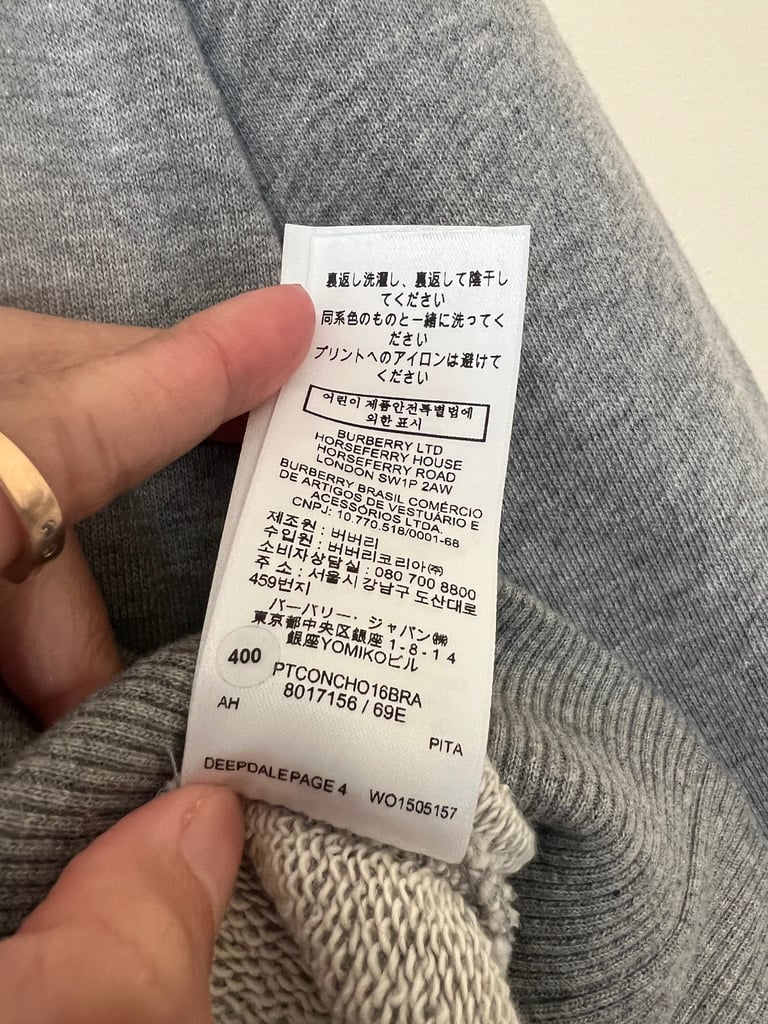 裏返し洗濯し、裏返して陰干し
てください
同系色のものと一緒に洗ってく
ださい
プリントへのアイロンは避けて
ください
어린이 제품안전특별법에
의한 표시
BURBERRY LTD
HORSEFERRY HOUSE
HORSEFERRY ROAD
LONDON SW1P 2AW
BURBERRY BRASIL COMÉRCIO
DE ARTIGOS DE VESTUÁRIO E
ACESSÓRIOS LTDA.
CNPJ: 10.770.518/0001-68
제조원 : 버버리
수입원 : 버버리코리아㈜
소비자상담실 : 080 700 8800
주 소 : 서울시 강남구 도산대로
459번지
バーバリー・ジャパン㈱
東京都中央区銀座1-8-14
銀座YOMIKOビル
400
PTCONCHO16BRA
8017156 / 69E
AH
PITA
DEEPDALE PAGE 4 WO1505157